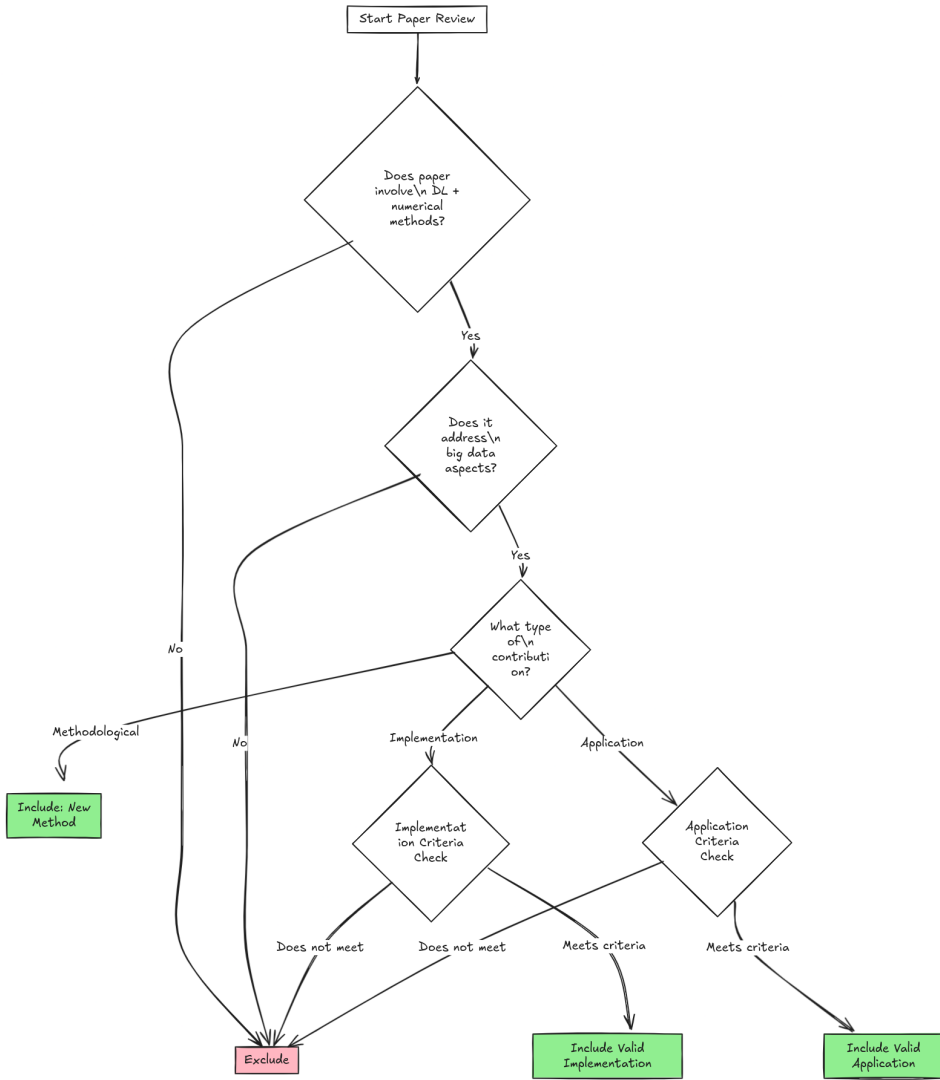 Start Paper Review
Does paper
involve\n DL +
numerical
methods?
Yes
Does it
address\n
big data
aspects?
Yes
What type
of\n
contributi
on?
No
Methodological
No
Implementation
Application
Include: New
Method
Implementat
ion Criteria
Check
Application
Criteria
Check
Does not meet
Does not meet
Meets criteria
Meets criteria
Exclude
Include Valid
Implementation
Include Valid
Application